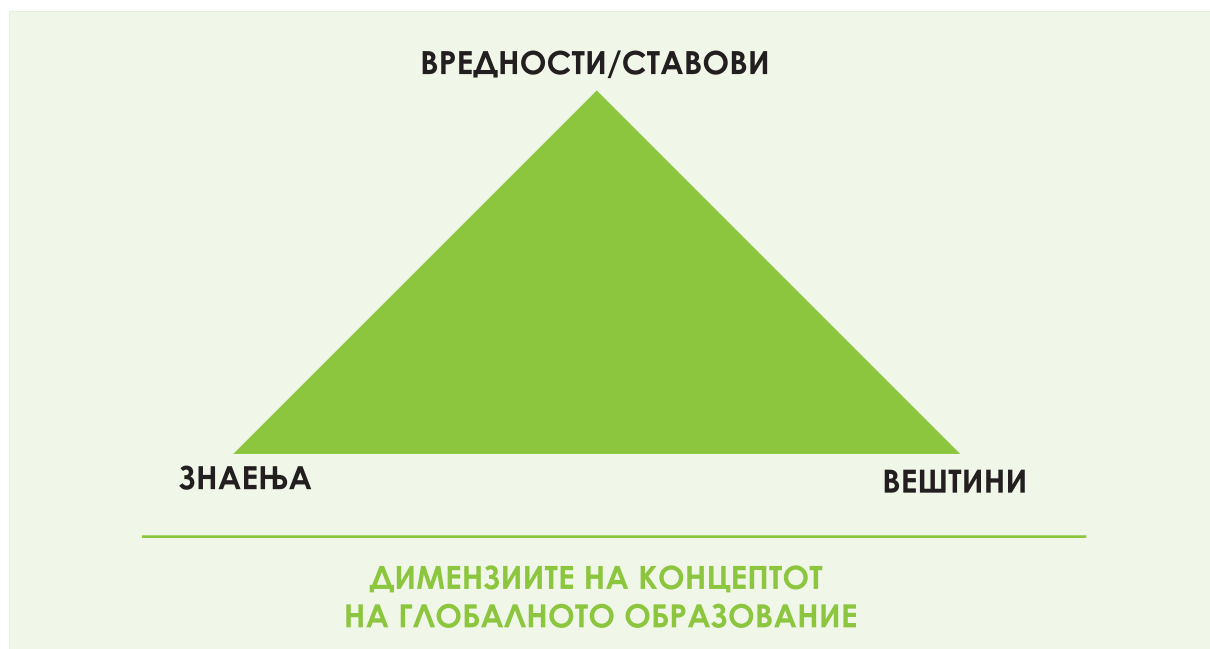 ВРЕДНОСТИ/СТАВОВИ
ЗНАЕЊА
ВЕШТИНИ
ДИМЕНЗИИТЕ НА КОНЦЕПТОТ
НА ГЛОБАЛНОТО ОБРАЗОВАНИЕ